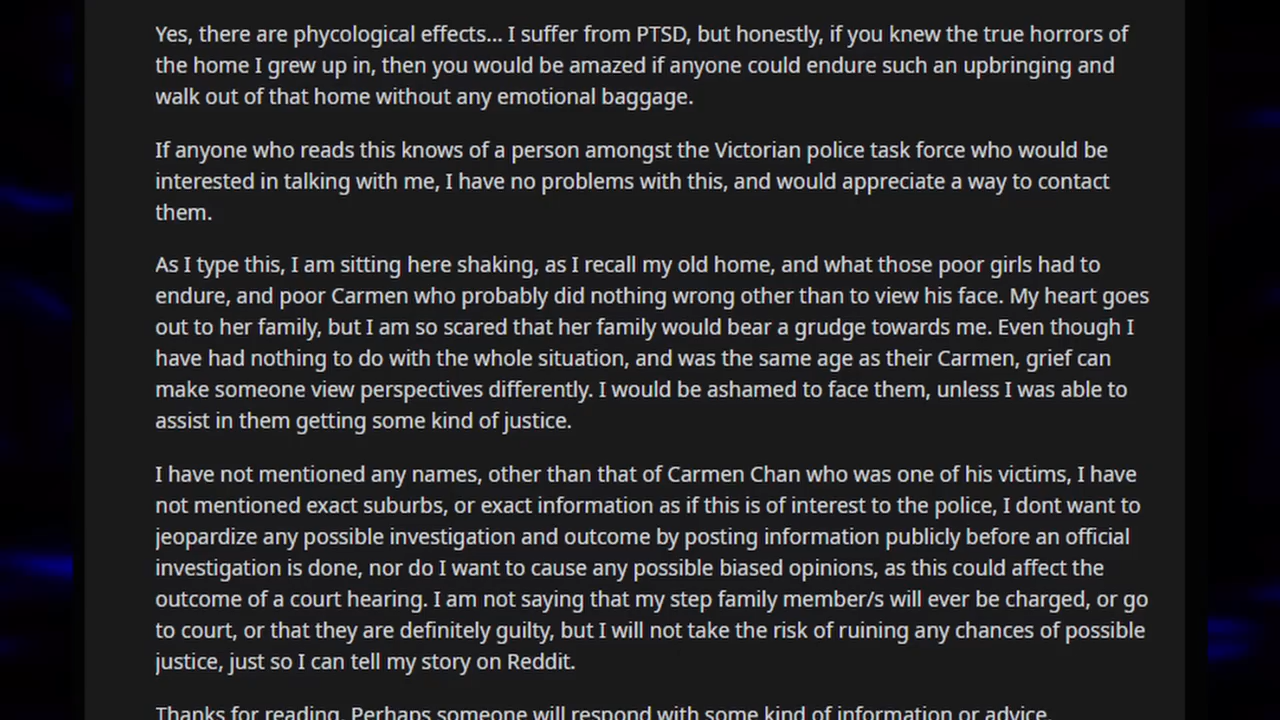 Yes, there are phycological effects... I suffer from PTSD, but honestly, if you knew the true horrors of
the home I grew up in, then you would be amazed if anyone could endure such an upbringing and
walk out of that home without any emotional baggage.
If anyone who reads this knows of a person amongst the Victorian police task force who would be
interested in talking with me, I have no problems with this, and would appreciate a way to contact
them.
As I type this, I am sitting here shaking, as I recall my old home, and what those poor girls had to
endure, and poor Carmen who probably did nothing wrong other than to view his face. My heart goes
out to her family, but I am so scared that her family would bear a grudge towards me. Even though I
have had nothing to do with the whole situation, and was the same age as their Carmen, grief can
make someone view perspectives differently. I would be ashamed to face them, unless I was able to
assist in them getting some kind of justice.
I have not mentioned any names, other than that of Carmen Chan who was one of his victims, I have
not mentioned exact suburbs, or exact information as if this is of interest to the police, I dont want to
jeopardize any possible investigation and outcome by posting information publicly before an official
investigation is done, nor do I want to cause any possible biased opinions, as this could affect the
outcome of a court hearing. I am not saying that my step family member/s will ever be charged, or go
to court, or that they are definitely guilty, but I will not take the risk of ruining any chances of possible
justice, just so I can tell my story on Reddit.
Thanks for reading. Perhaps someone will respond with some kind of information or advice.